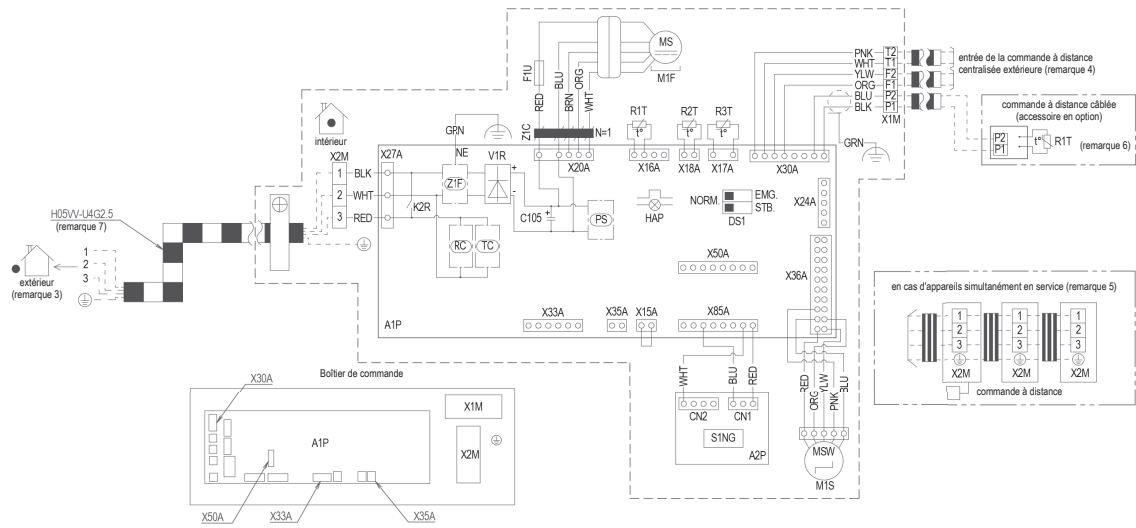 MS
M1F
F1U
RED
BLU
BRN
ORG
WHT
Z1C
N=1
PNK
WHT
YLW
ORG
BLU
BLK
T2
T1
F2
F1
P2
P1
X1M
entrée de la commande à distance
centralisée extérieure (remarque 4)
commande à distance câblée
(accessoire en option)
P2
P1
t°
R1T
(remarque 6)
GRN
intérieur
GRN
X2M
X27A
1
BLK
2
WHT
3
RED
K2R
NE
Z1F
V1R
+
-
C105
+
PS
RC
TC
X20A
R1T
t°
X16A
R2T
t°
X18A
R3T
t°
X17A
X30A
HAP
NORM.
EMG.
STB.
DS1
X24A
X50A
X36A
X33A
X35A
X15A
X85A
A1P
H05VV-U4G2.5
(remarque 7)
1
2
3
extérieur
(remarque 3)
WHT
BLU
RED
CN2
CN1
S1NG
A2P
RED
ORG
YLW
PNK
BLU
MSW
M1S
en cas d'appareils simultanément en service (remarque 5)
1
2
3
X2M
1
2
3
X2M
1
2
3
X2M
commande à distance
Boîtier de commande
X30A
A1P
X1M
X2M
X50A
X33A
X35A